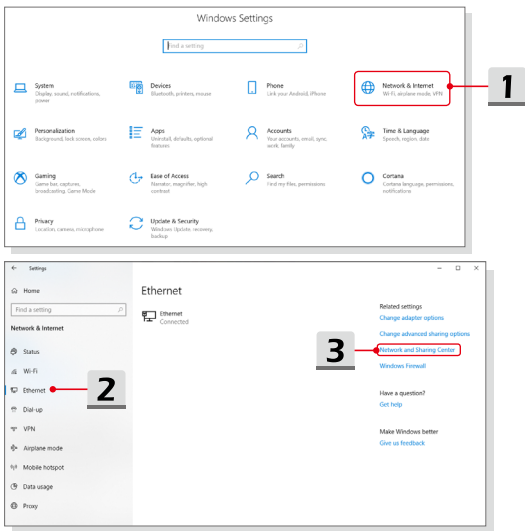 Windows Settings
Find a setting
System
Display, sound, notifications,
power
Devices
Bluetooth, printers, mouse
Phone
Link your Android, iPhone
Network & Internet
Wi-Fi, airplane mode, VPN
1
Personalization
Background, lock screen, colors
Apps
Uninstall, defaults, optional
features
Accounts
Your accounts, email, sync,
work, family
Time & Language
Speech, region, date
Gaming
Game bar, captures,
broadcasting, Game Mode
Ease of Access
Narrator, magnifier, high
contrast
Search
Find my files, permissions
Cortana
Cortana language, permissions,
notifications
Privacy
Location, camera, microphone
Update & Security
Windows Update, recovery,
backup
Settings
Home
Find a setting
Network & Internet
Status
Wi-Fi
Ethernet
2
Dial-up
VPN
Airplane mode
Mobile hotspot
Data usage
Proxy
Ethernet
Ethernet
Connected
Related settings
Change adapter options
Change advanced sharing options
3
Network and Sharing Center
Windows Firewall
Have a question?
Get help
Make Windows better
Give us feedback